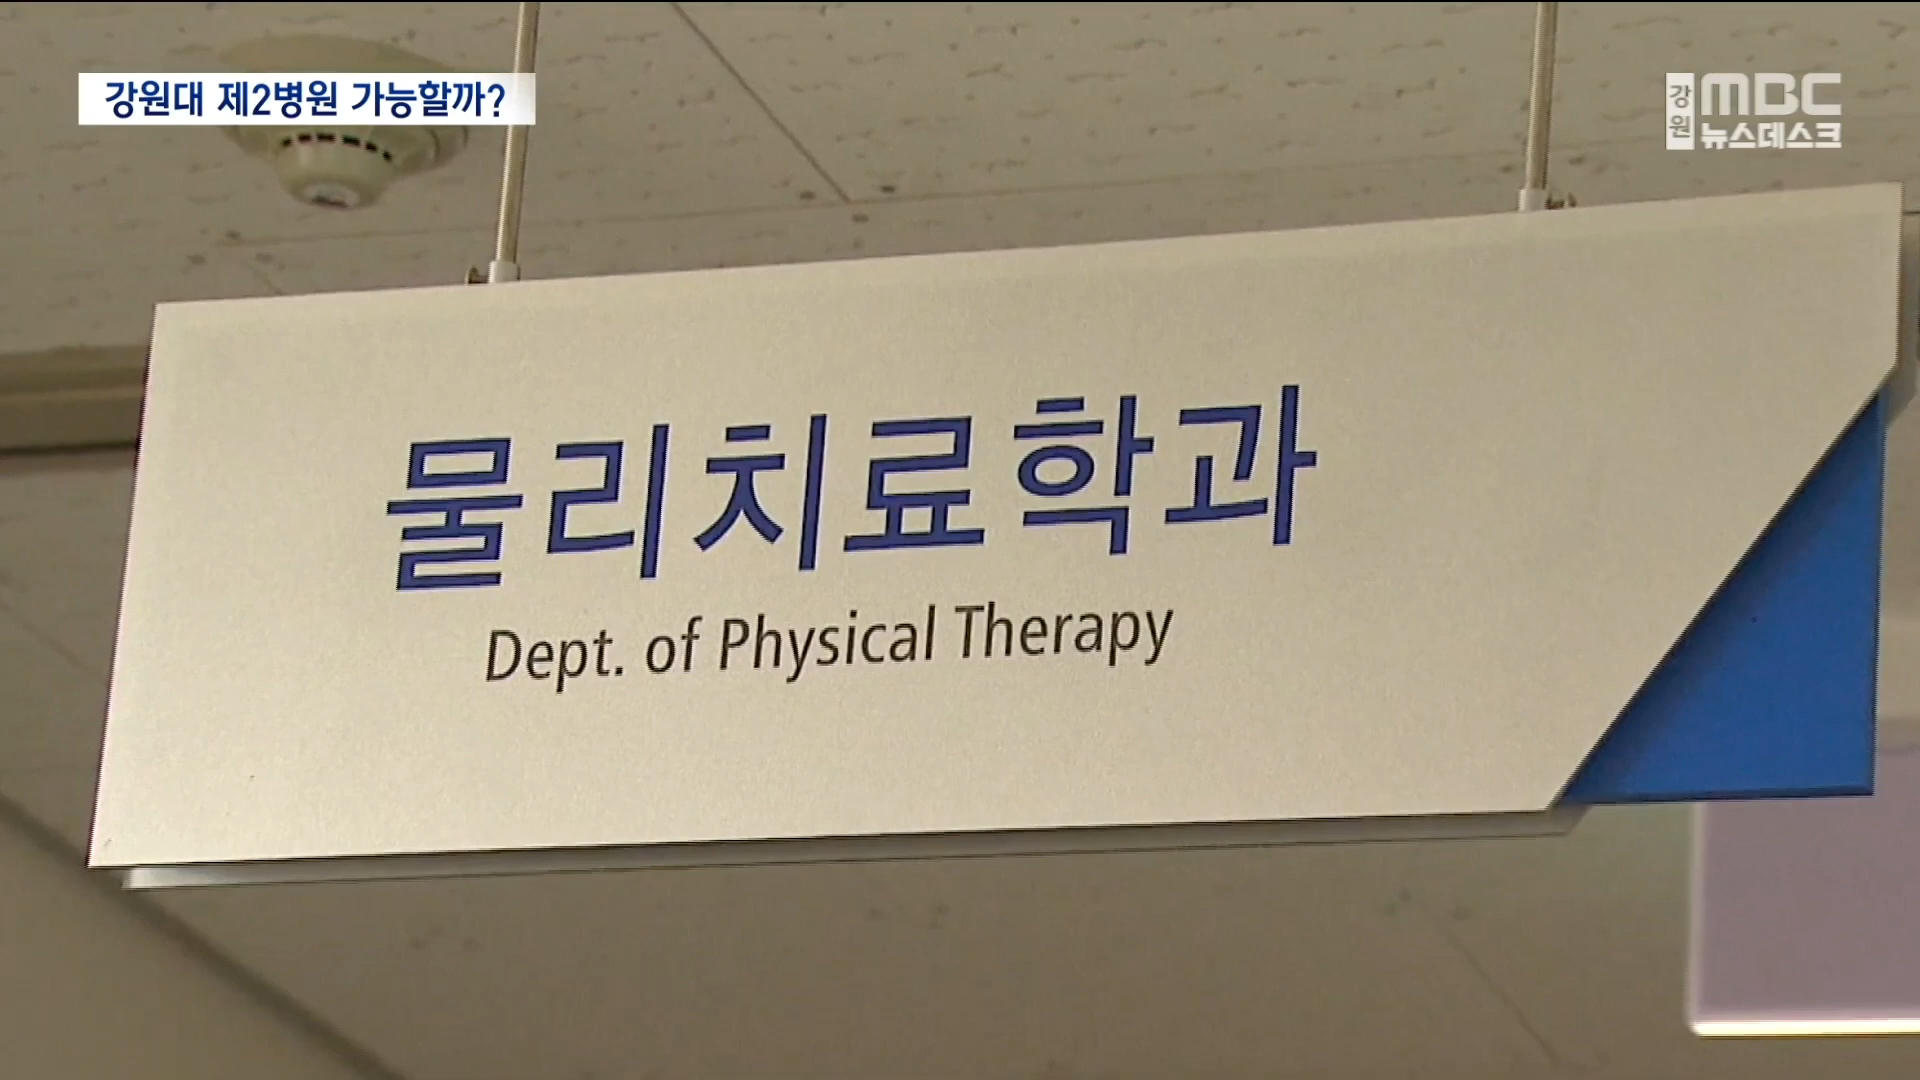 강원대 제2병원 가능할까?
강원
MBC
뉴스데스크
물리치료학과
Dept. of Physical Therapy